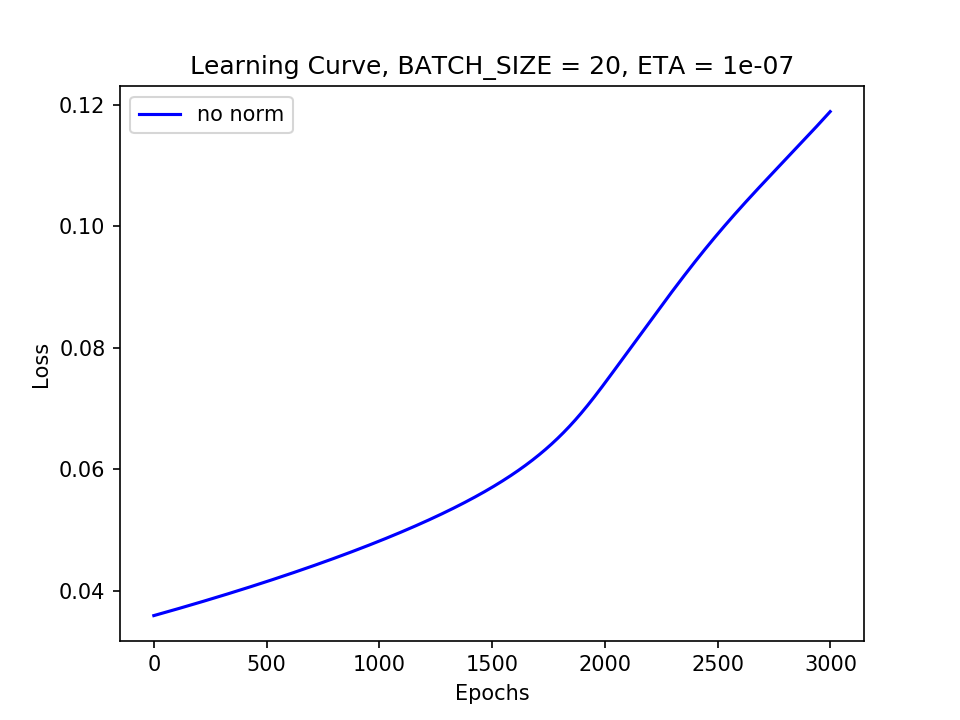 Learning Curve, BATCH_SIZE = 20, ETA = 1e-07
no norm
0.12
0.10
0.08
0.06
0.04
Loss
0 500 1000 1500 2000 2500 3000
Epochs